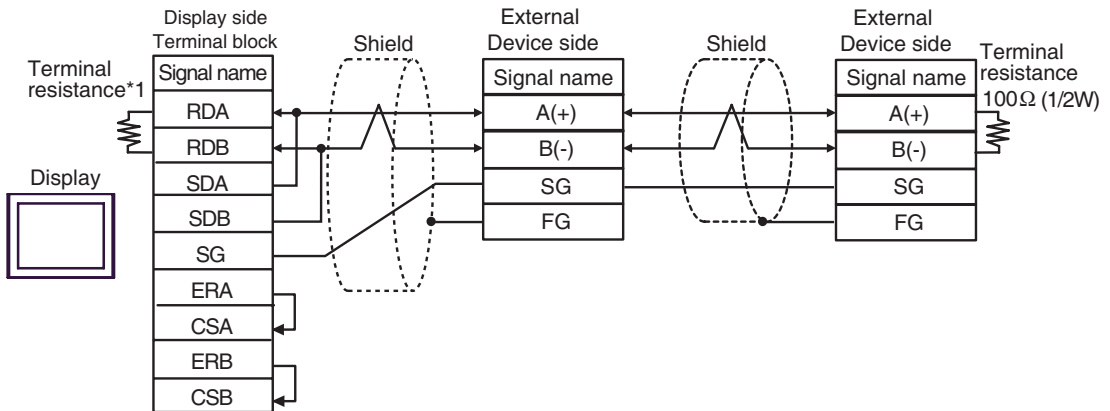 Display side
Terminal block
Signal name
RDA
RDB
SDA
SDB
SG
ERA
CSA
ERB
CSB
Terminal
resistance*1
Display
Shield
External
Device side
Signal name
A(+)
B(-)
SG
FG
Shield
External
Device side
Signal name
A(+)
B(-)
SG
FG
Terminal
resistance
100Ω (1/2W)